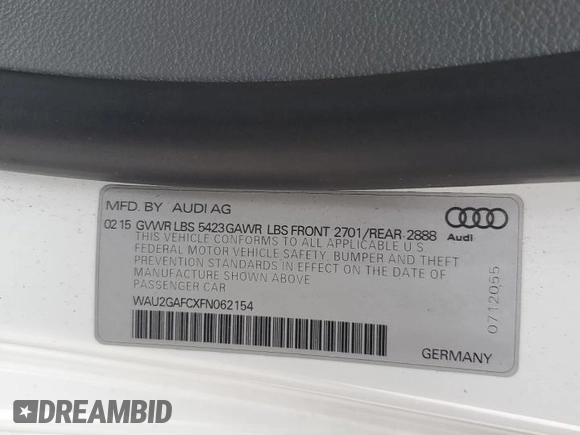 MFD. BY AUDI AG
02 15 GVWR LBS 5423 GAWR LBS FRONT 2701/REAR 2888
THIS VEHICLE CONFORMS TO ALL APPLICABLE U S
FEDERAL MOTOR VEHICLE SAFETY, BUMPER AND THEFT
PREVENTION STANDARDS IN EFFECT ON THE DATE OF
MANUFACTURE SHOWN ABOVE
PASSENGER CAR
WAU2GAFCXFN062154
Audi
0712055
GERMANY
DREAMBID